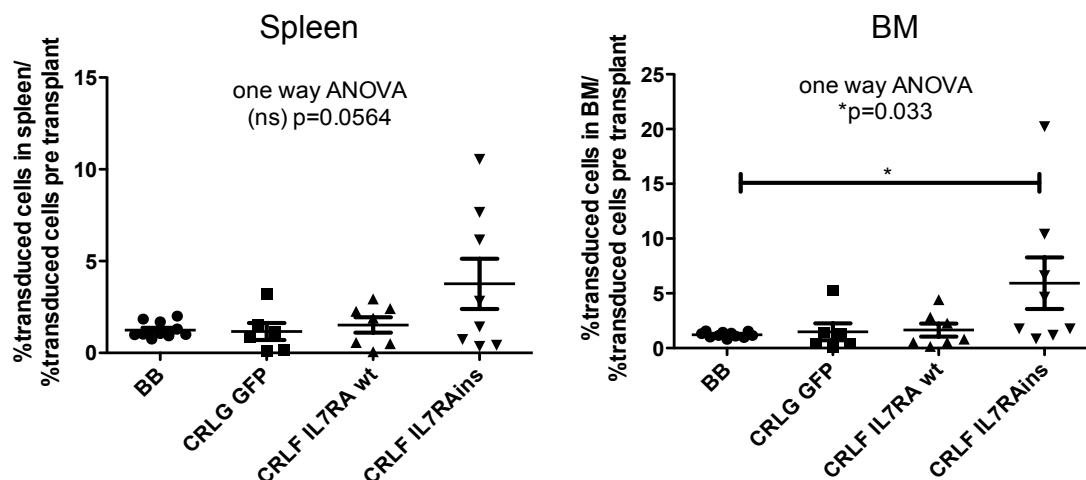 Spleen
%transduced cells in spleen/
%transduced cells pre transplant
15
10
5
0
one way ANOVA
(ns) p=0.0564
BB
CRLG GFP
CRLF IL7RA wt
CRLF IL7RAins
BM
%transduced cells in BM/
%transduced cells pre transplant
25
20
15
10
5
0
one way ANOVA
*p=0.033
*
BB
CRLG GFP
CRLF IL7RA wt
CRLF IL7RAins